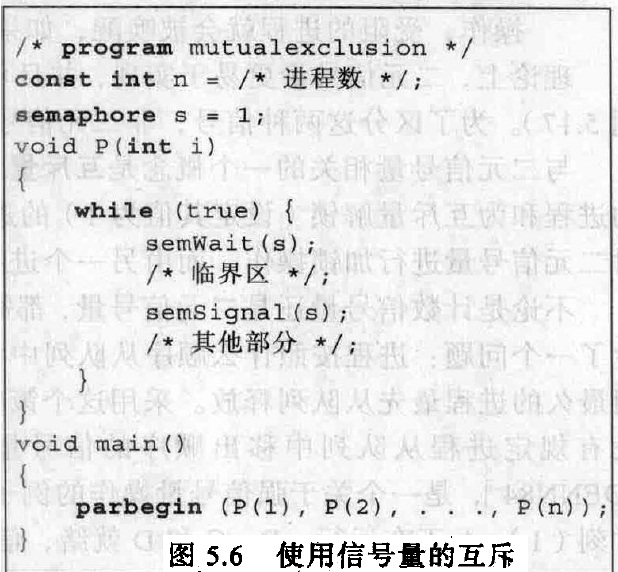 /* program mutualexclusion */
const int n = /* 进程数 */;
semaphore s = 1;
void P(int i)
{
while (true) {
semWait(s);
/* 临界区 */;
semSignal(s);
/* 其他部分 */;
}
}
void main()
{
parbegin (P(1), P(2), . . ., P(n));
}
图 5.6 使用信号量的互斥